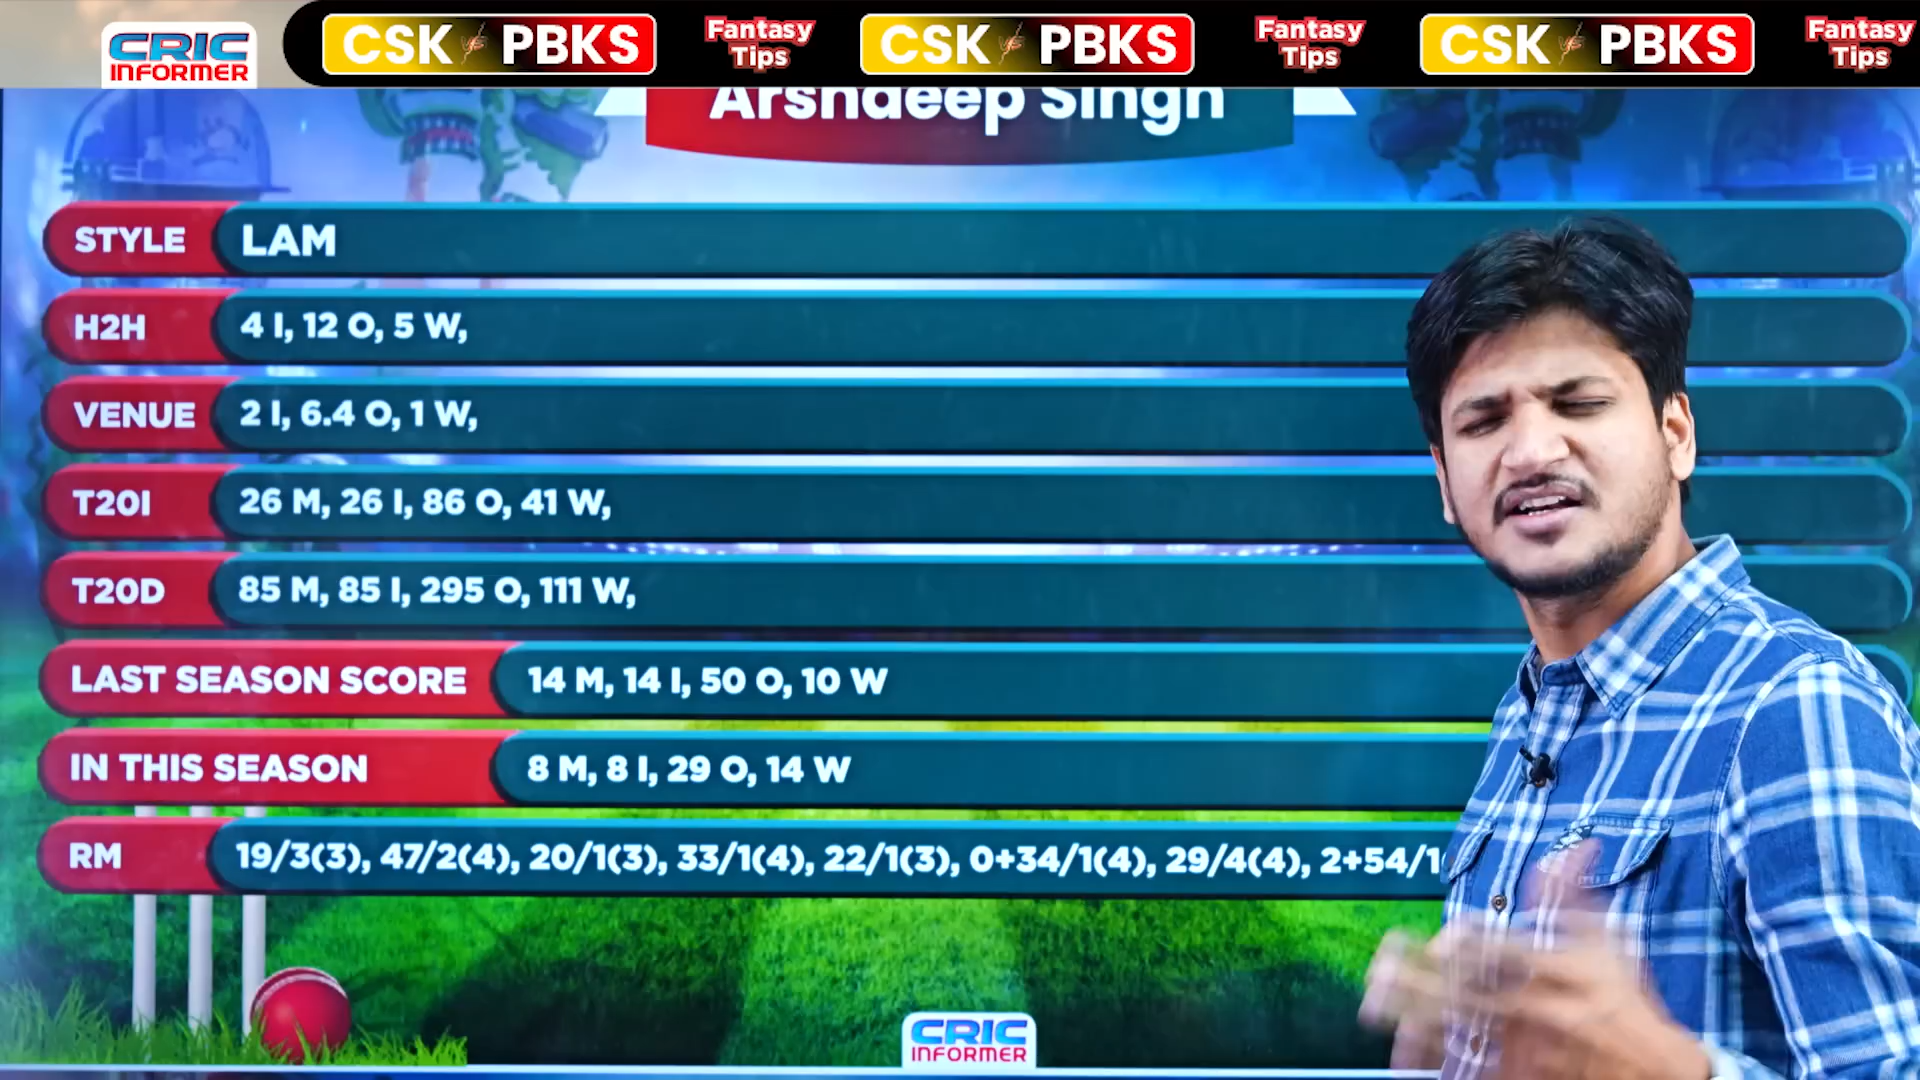 CRIC
INFORMER
CSK VS PBKS
Fantasy
Tips
CSK VS PBKS
Fantasy
Tips
CSK VS PBKS
Fantasy
Tips
Arshdeep Singh
STYLE LAM
H2H 4 I, 12 O, 5 W,
VENUE 2 I, 6.4 O, 1 W,
T20I 26 M, 26 I, 86 O, 41 W,
T20D 85 M, 85 I, 295 O, 111 W,
LAST SEASON SCORE 14 M, 14 I, 50 O, 10 W
IN THIS SEASON 8 M, 8 I, 29 O, 14 W
RM 19/3(3), 47/2(4), 20/1(3), 33/1(4), 22/1(3), 0+34/1(4), 29/4(4), 2+54/1(
CRIC
INFORMER